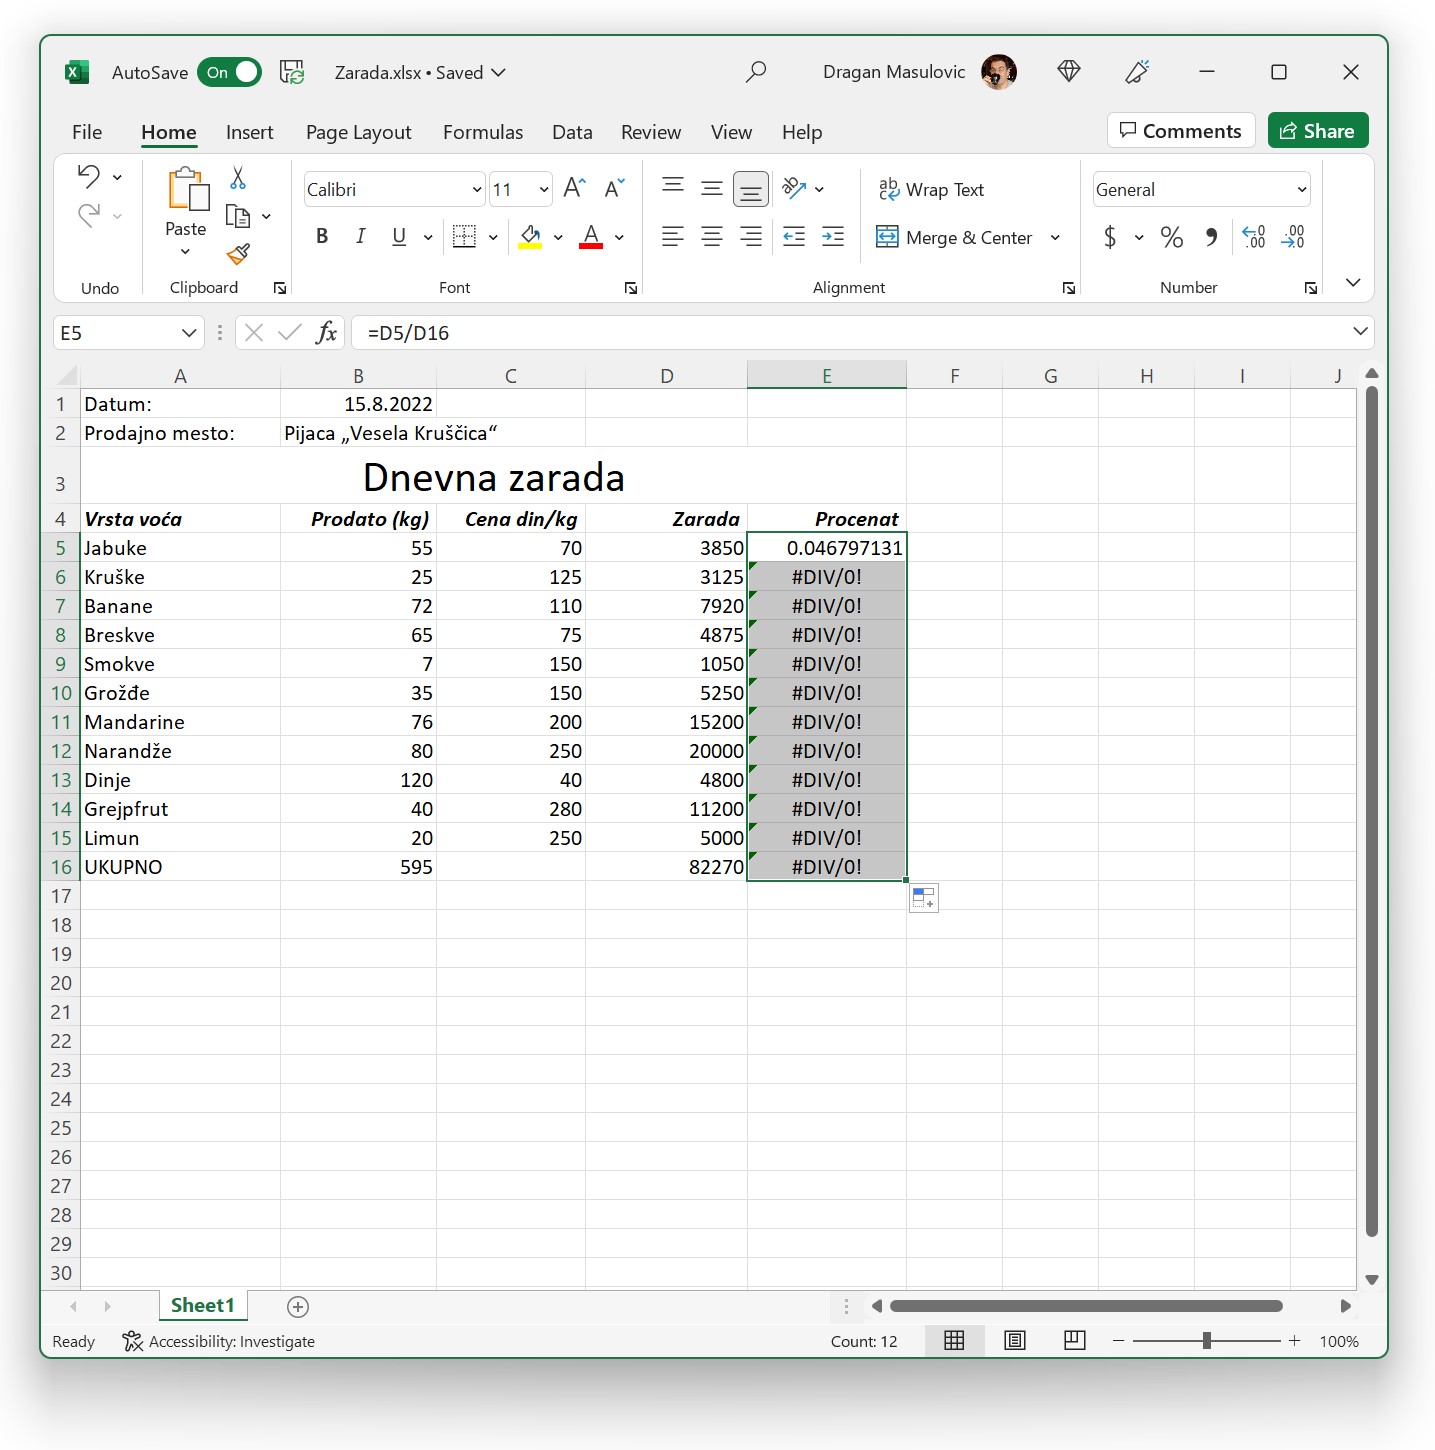 AutoSave On Zarada.xlsx • Saved Dragan Masulovic
File Home Insert Page Layout Formulas Data Review View Help Comments Share
Paste Calibri 11 A A ab Wrap Text General
B I U A Merge & Center $ % 9 .00 .00
Undo Clipboard Font Alignment Number
E5 fx =D5/D16
A B C D E F G H I J
1 Datum: 15.8.2022
2 Prodajno mesto: Pijaca „Vesela Kruščica“
3 Dnevna zarada
4 Vrsta voća Prodato (kg) Cena din/kg Zarada Procenat
5 Jabuke 55 70 3850 0.046797131
6 Kruške 25 125 3125 #DIV/0!
7 Banane 72 110 7920 #DIV/0!
8 Breskve 65 75 4875 #DIV/0!
9 Smokve 7 150 1050 #DIV/0!
10 Grožđe 35 150 5250 #DIV/0!
11 Mandarine 76 200 15200 #DIV/0!
12 Narandže 80 250 20000 #DIV/0!
13 Dinje 120 40 4800 #DIV/0!
14 Grejpfrut 40 280 11200 #DIV/0!
15 Limun 20 250 5000 #DIV/0!
16 UKUPNO 595 82270 #DIV/0!
17
18
19
20
21
22
23
24
25
26
27
28
29
30
Sheet1
Ready Accessibility: Investigate Count: 12 100%